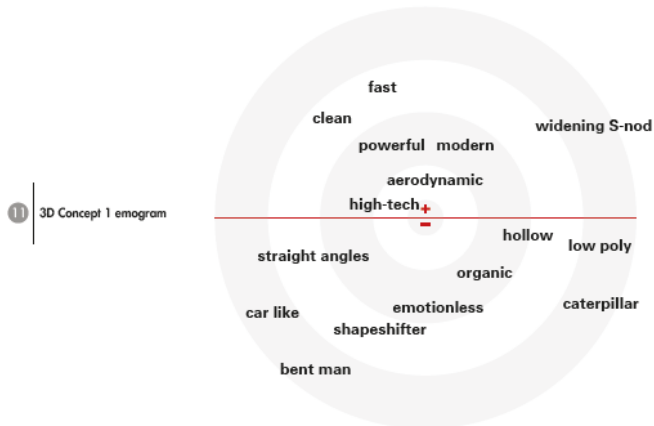 fast
clean
widening S-nod
powerful modern
aerodynamic
high-tech +
11 3D Concept 1 emogram
−
hollow
low poly
straight angles
organic
caterpillar
emotionless
car like
shapeshifter
bent man